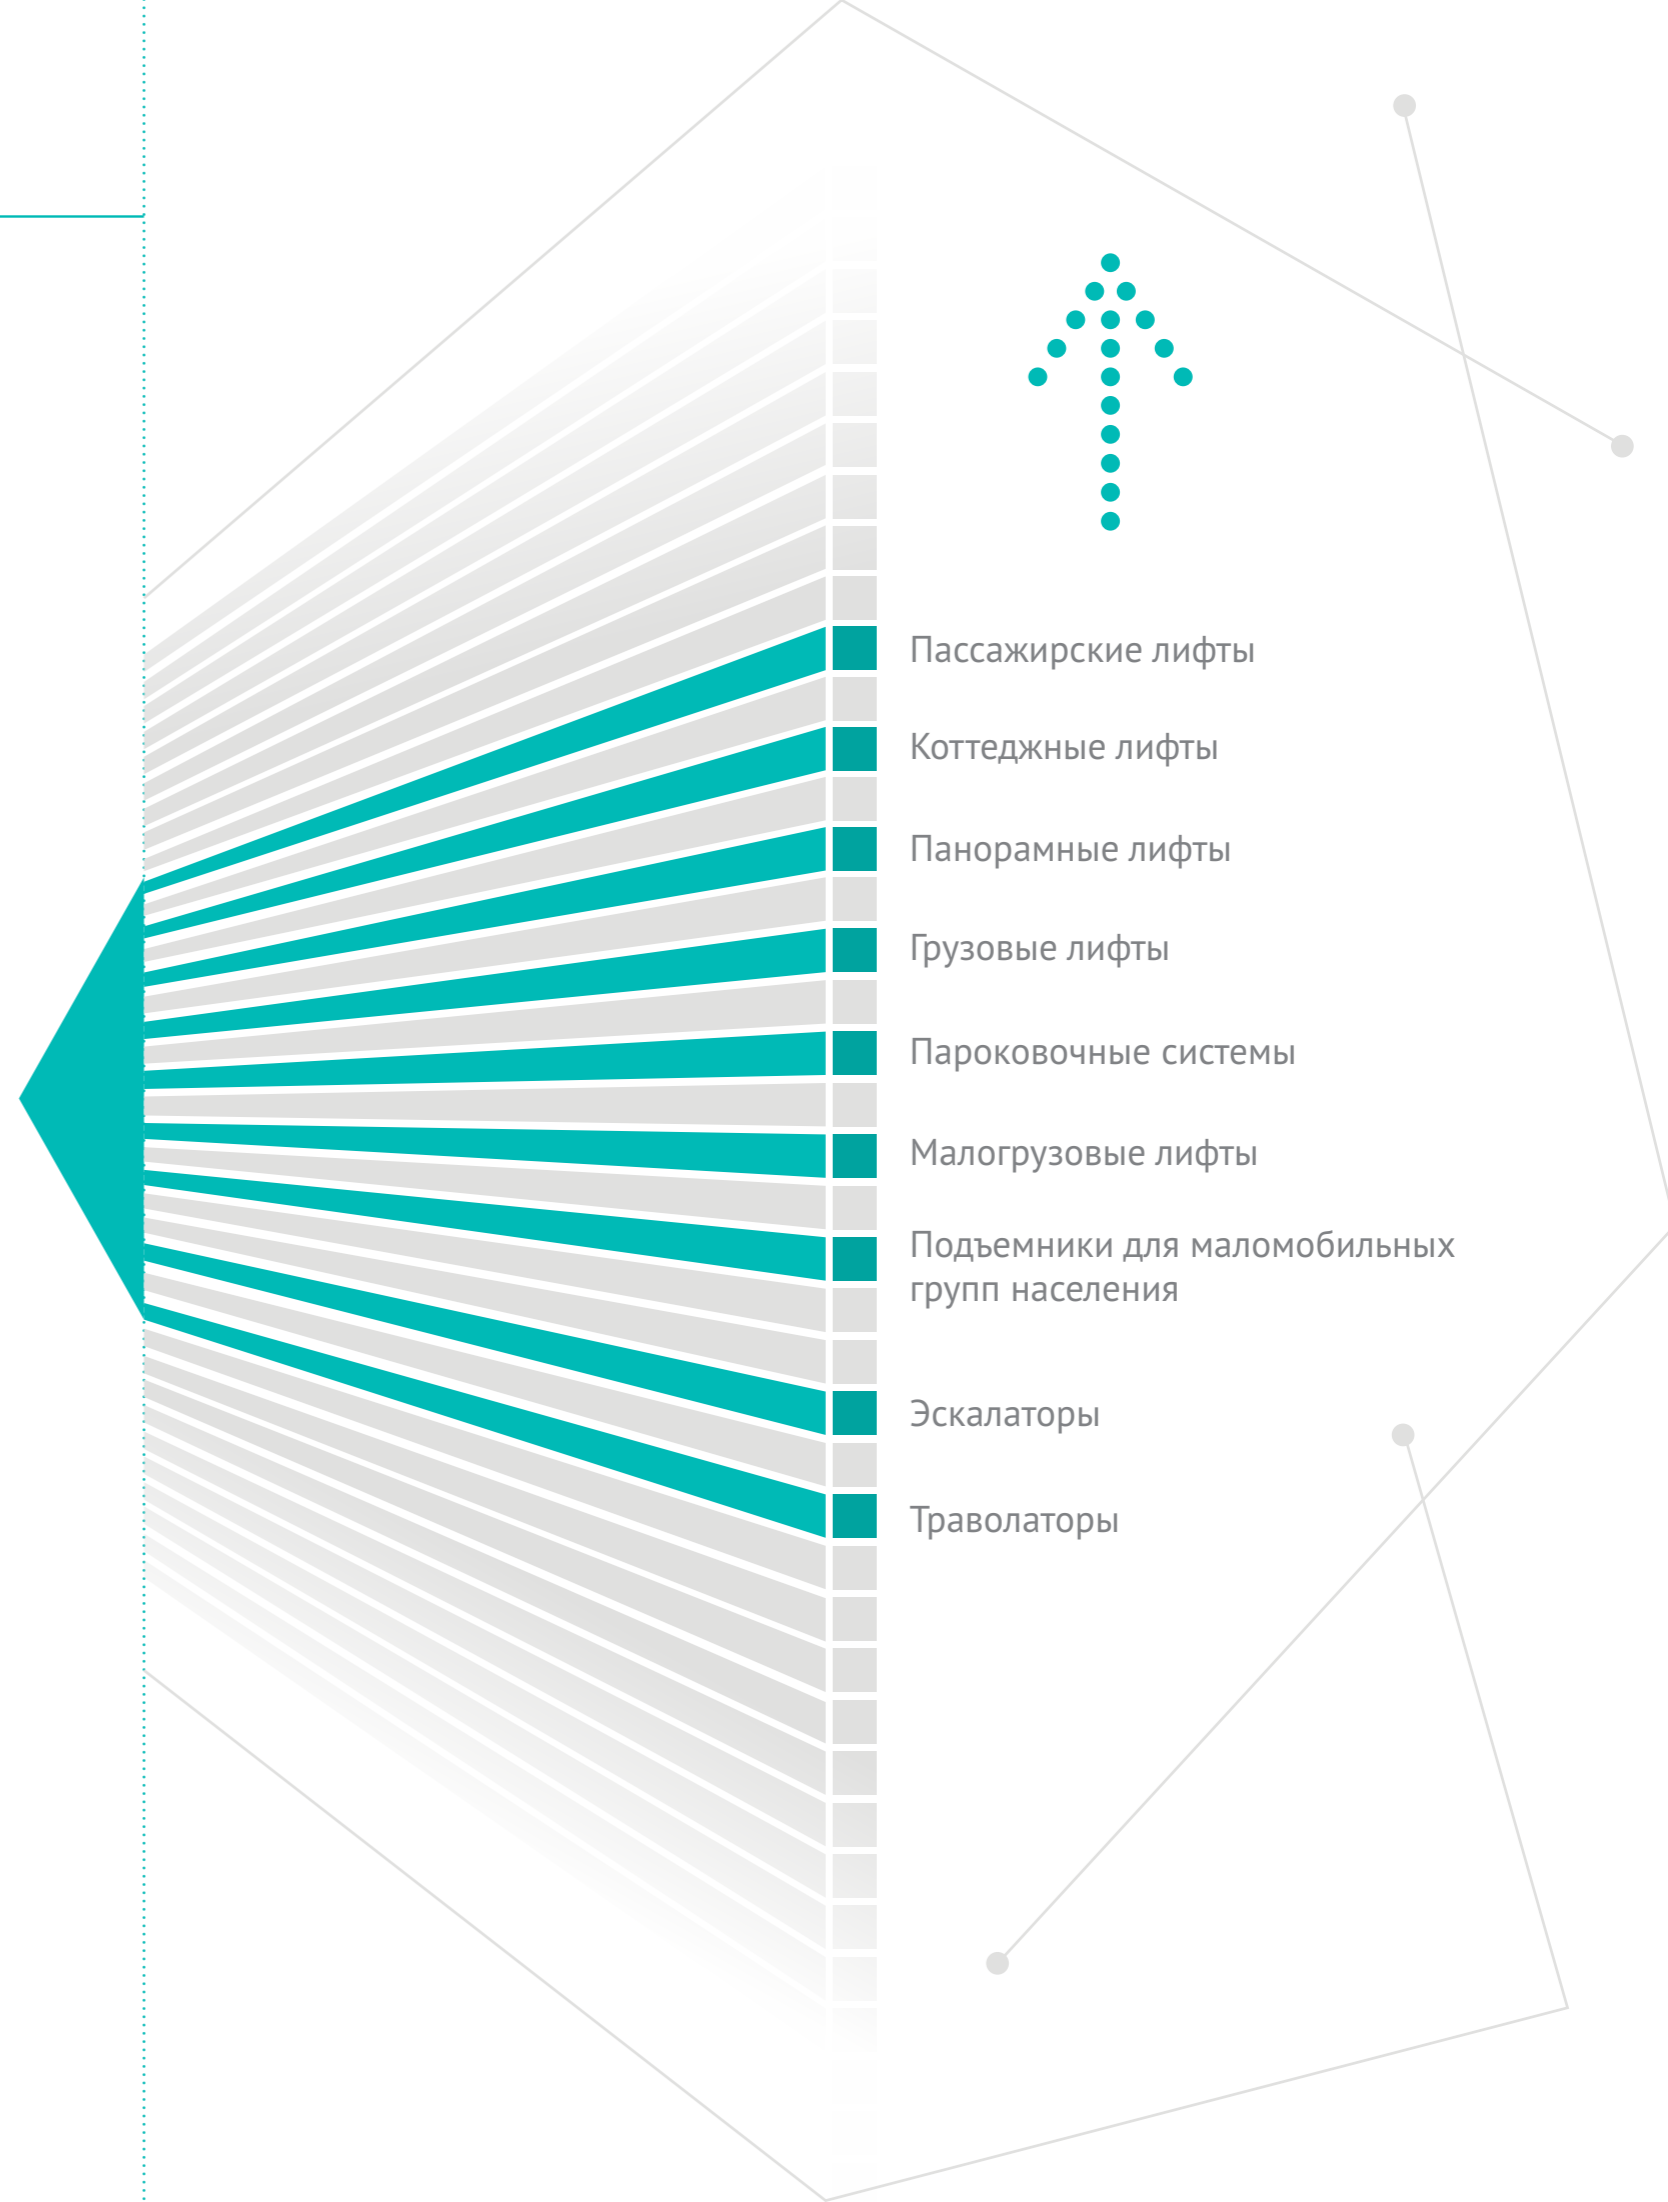 Пассажирские лифты
Коттеджные лифты
Панорамные лифты
Грузовые лифты
Пароковочные системы
Малогрузовые лифты
Подъемники для маломобильных
групп населения
Эскалаторы
Траволаторы